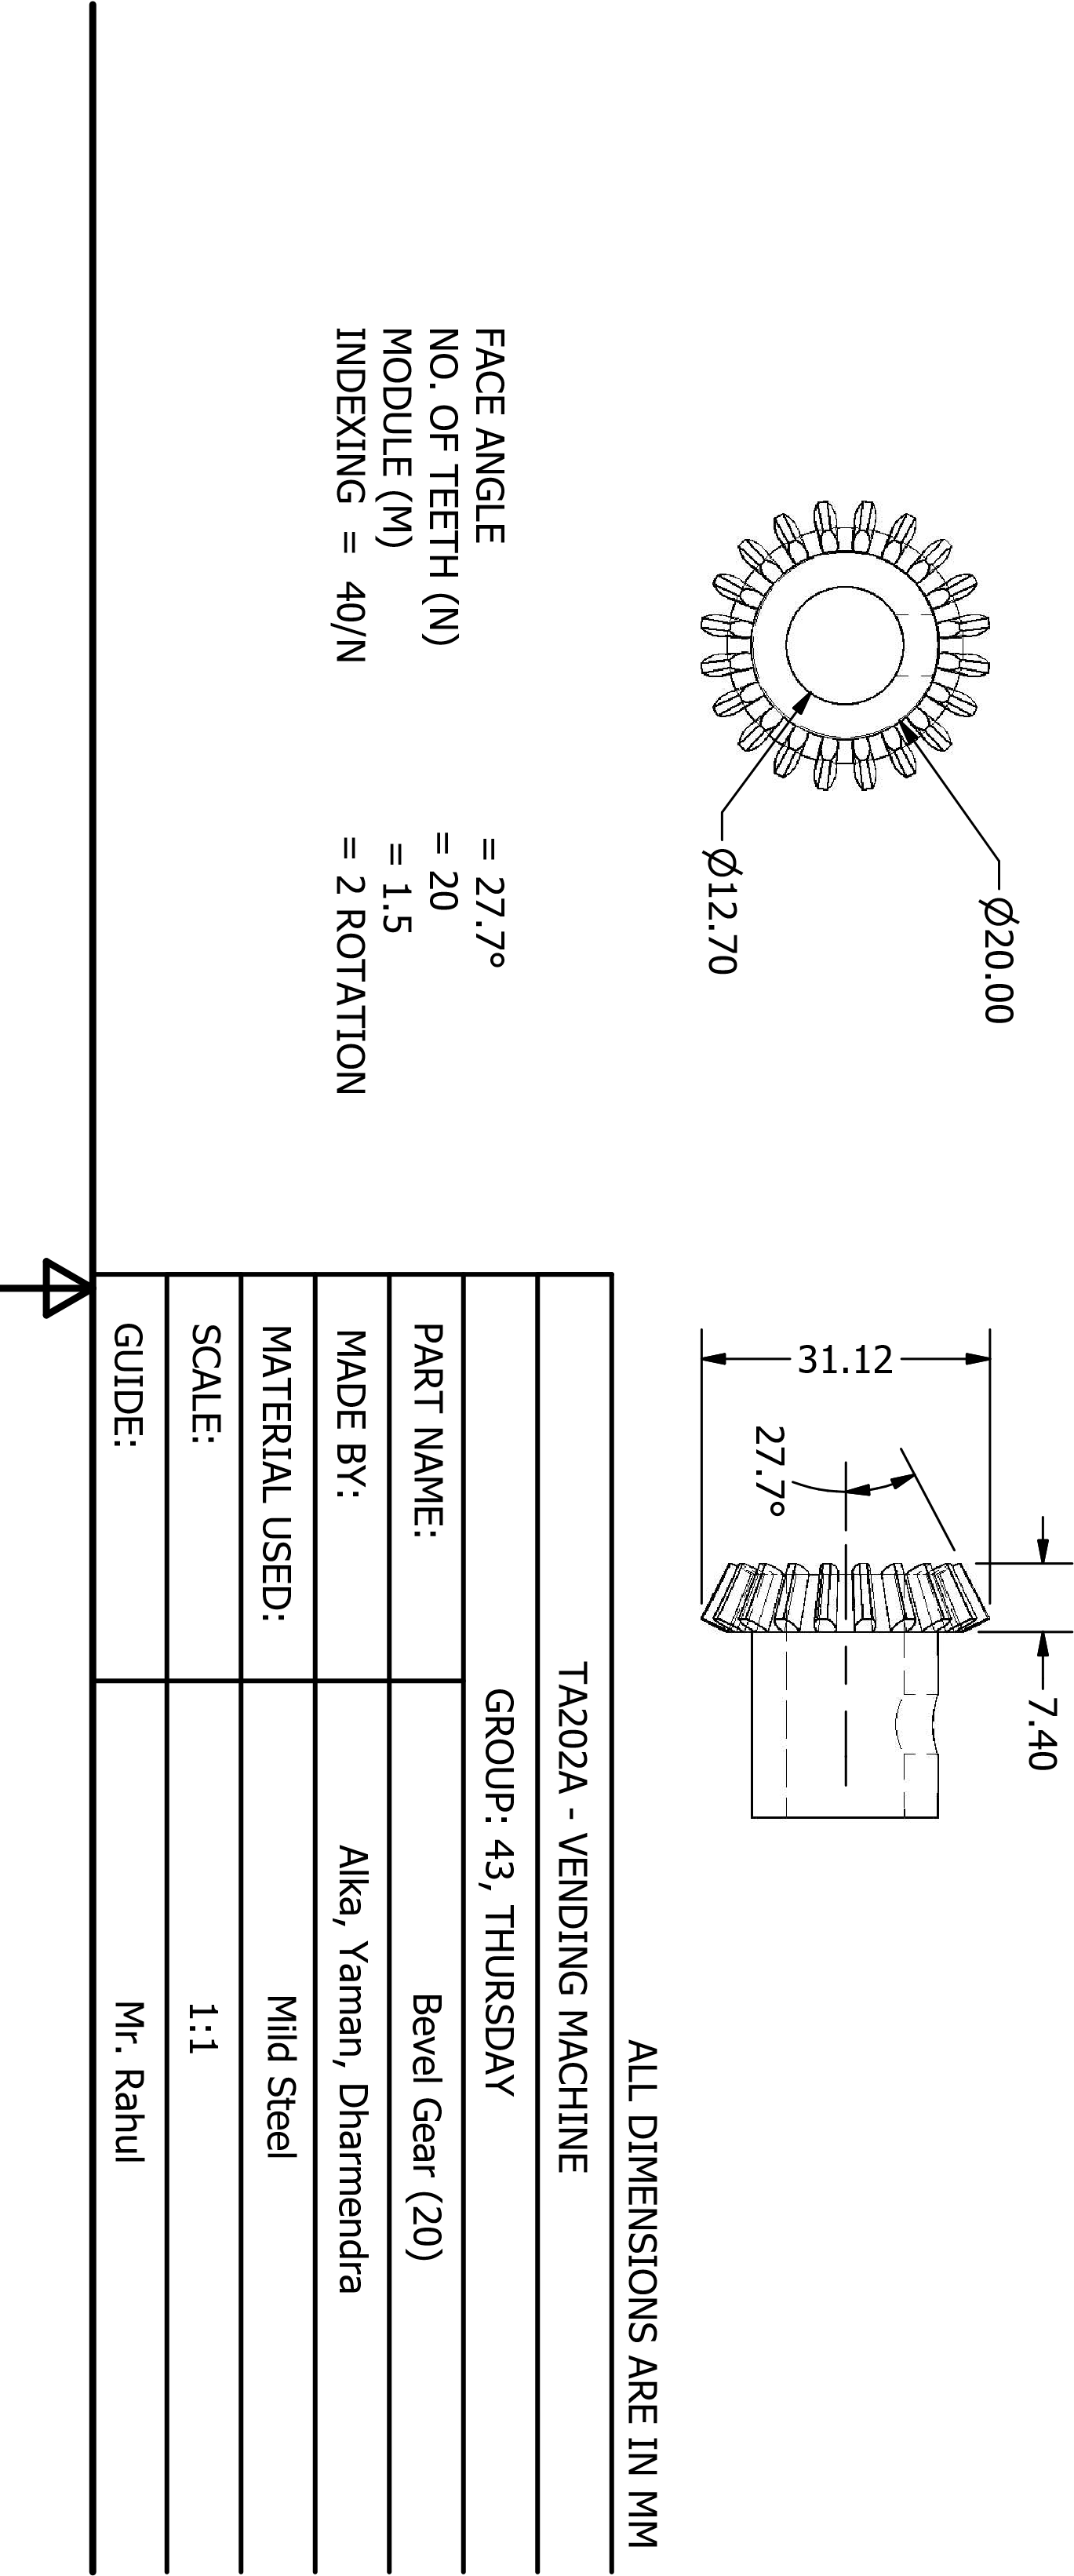 Ø20.00
Ø12.70
31.12
27.7°
7.40
FACE ANGLE = 27.7°
NO. OF TEETH (N) = 20
MODULE (M) = 1.5
INDEXING = 40/N = 2 ROTATION
ALL DIMENSIONS ARE IN MM
TA202A - VENDING MACHINE
GROUP: 43, THURSDAY
PART NAME: Bevel Gear (20)
MADE BY: Alka, Yaman, Dharmendra
MATERIAL USED: Mild Steel
SCALE: 1:1
GUIDE: Mr. Rahul